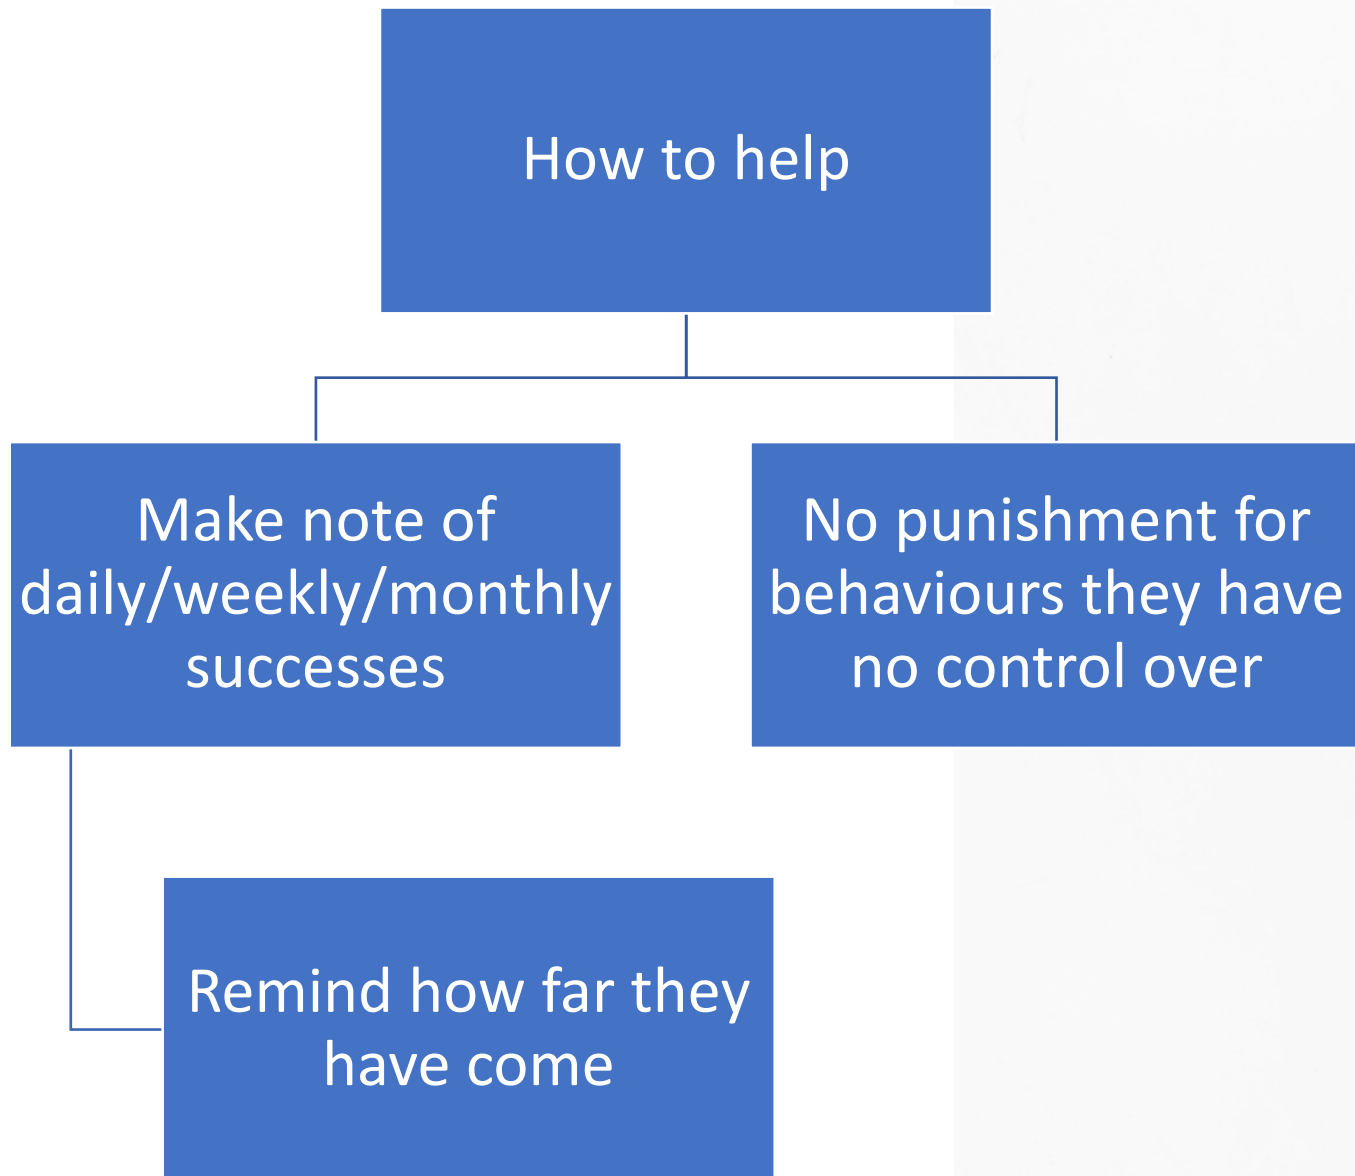 How to help
Make note of
daily/weekly/monthly
successes
No punishment for
behaviours they have
no control over
Remind how far they
have come